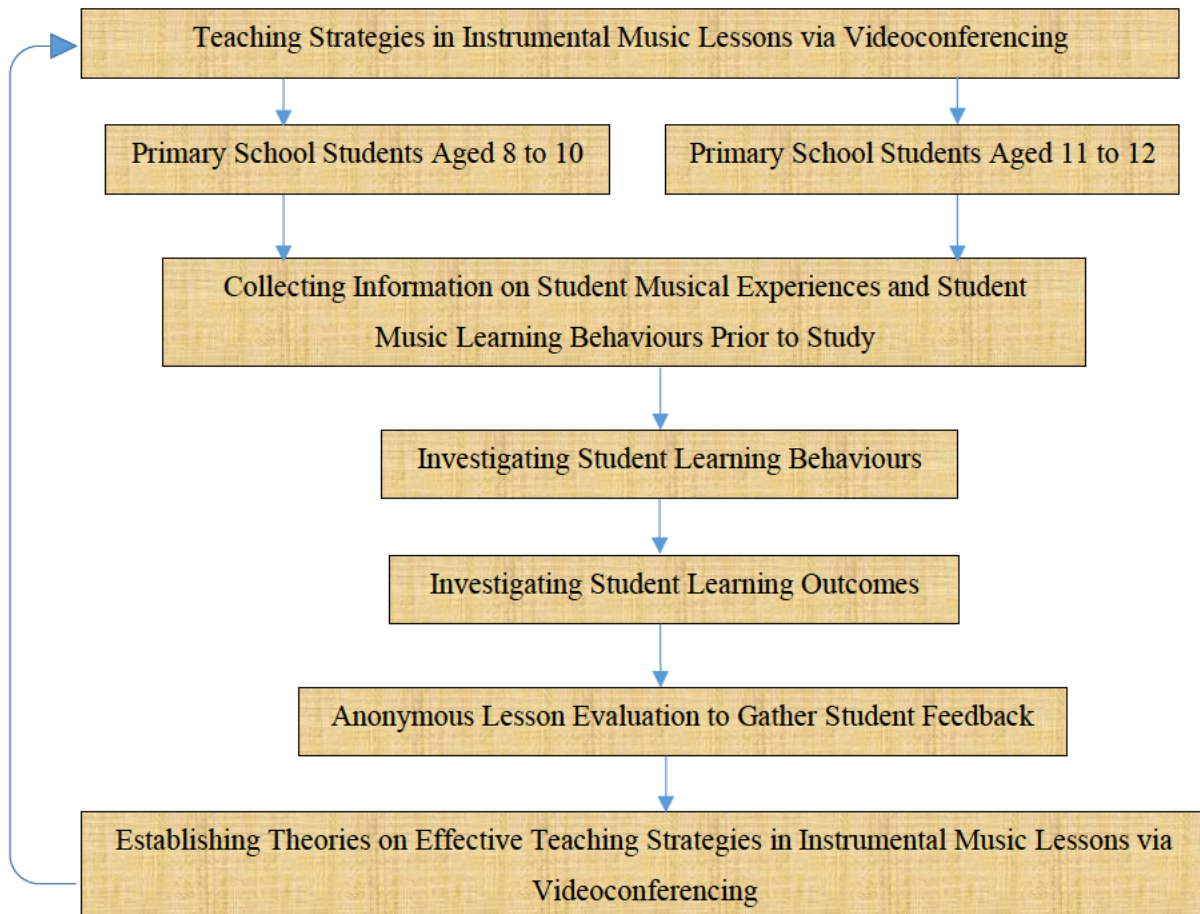 Teaching Strategies in Instrumental Music Lessons via Videoconferencing
Primary School Students Aged 8 to 10
Primary School Students Aged 11 to 12
Collecting Information on Student Musical Experiences and Student
Music Learning Behaviours Prior to Study
Investigating Student Learning Behaviours
Investigating Student Learning Outcomes
Anonymous Lesson Evaluation to Gather Student Feedback
Establishing Theories on Effective Teaching Strategies in Instrumental Music Lessons via
Videoconferencing